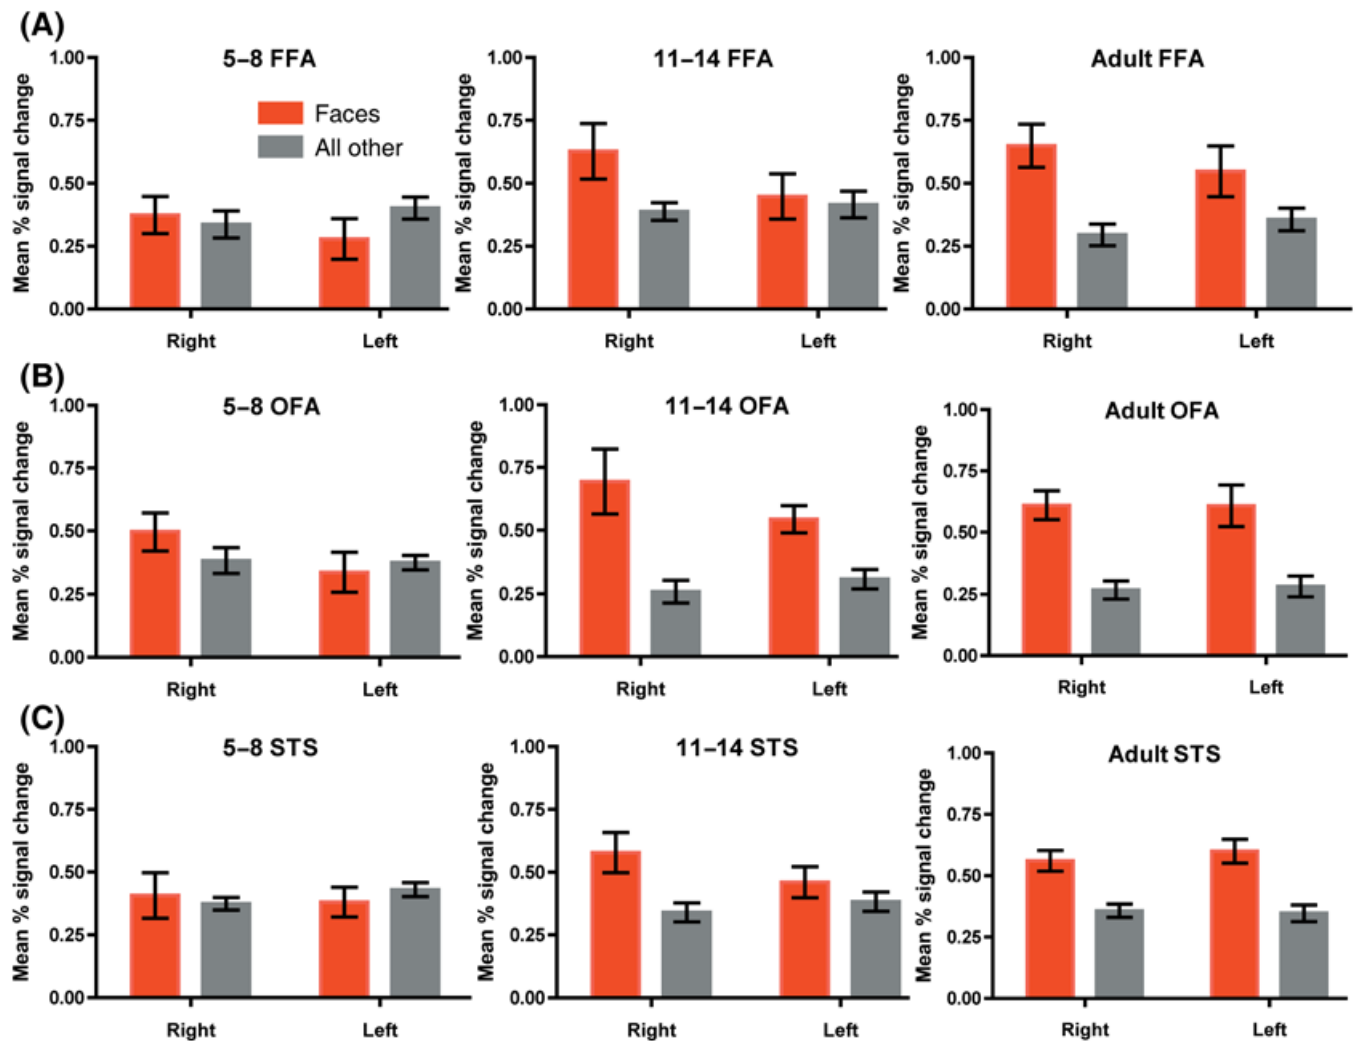 (A)
5–8 FFA
Mean % signal change
1.00
0.75
0.50
0.25
0.00
Faces
All other
Right
Left
11–14 FFA
Mean % signal change
1.00
0.75
0.50
0.25
0.00
Right
Left
Adult FFA
Mean % signal change
1.00
0.75
0.50
0.25
0.00
Right
Left
(B)
5–8 OFA
Mean % signal change
1.00
0.75
0.50
0.25
0.00
Right
Left
11–14 OFA
Mean % signal change
1.00
0.75
0.50
0.25
0.00
Right
Left
Adult OFA
Mean % signal change
1.00
0.75
0.50
0.25
0.00
Right
Left
(C)
5–8 STS
Mean % signal change
1.00
0.75
0.50
0.25
0.00
Right
Left
11–14 STS
Mean % signal change
1.00
0.75
0.50
0.25
0.00
Right
Left
Adult STS
Mean % signal change
1.00
0.75
0.50
0.25
0.00
Right
Left